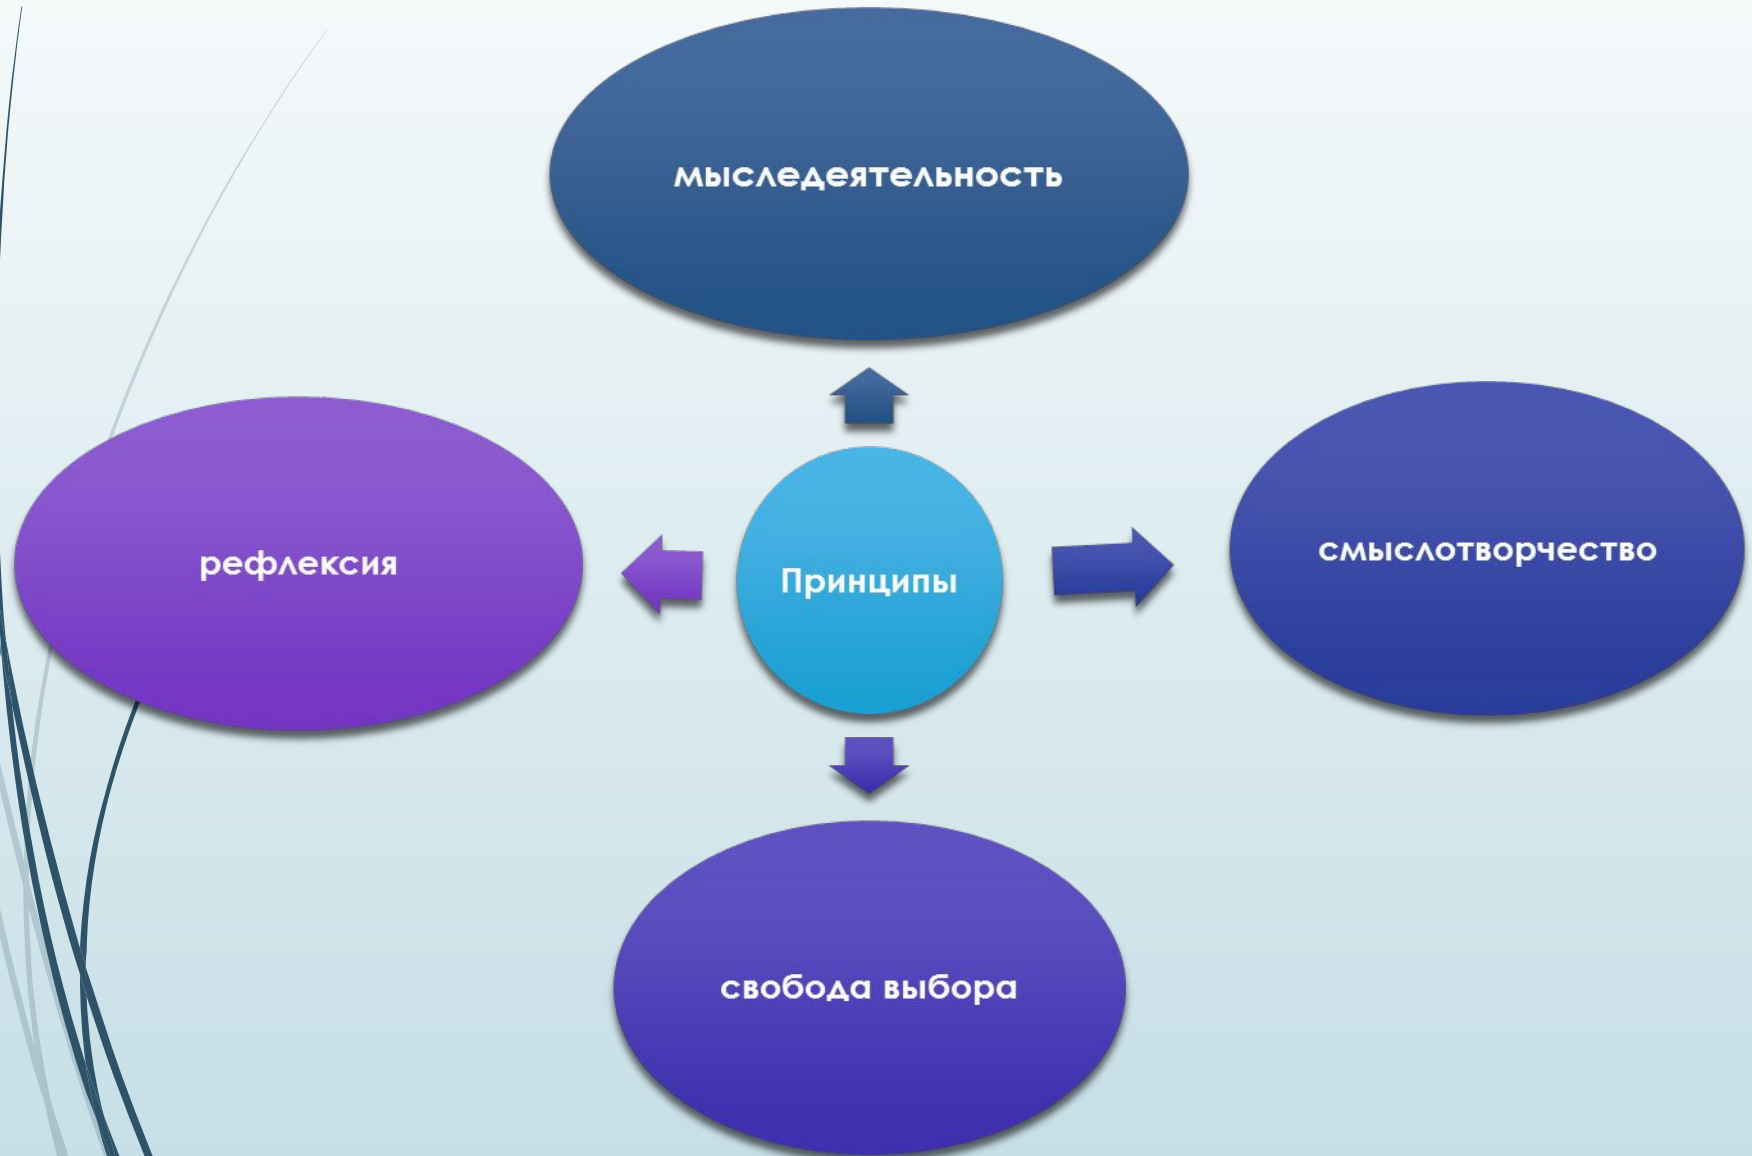 мыследеятельность
смыслотворчество
рефлексия
Принципы
свобода выбора